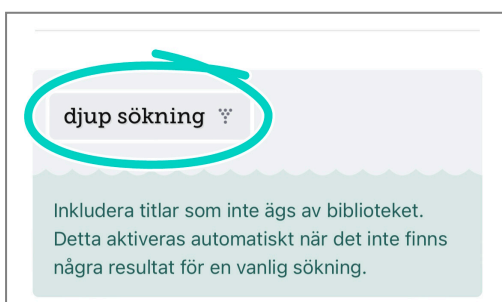 djup sökning
Inkludera titlar som inte ägs av biblioteket.
Detta aktiveras automatiskt när det inte finns
några resultat för en vanlig sökning.